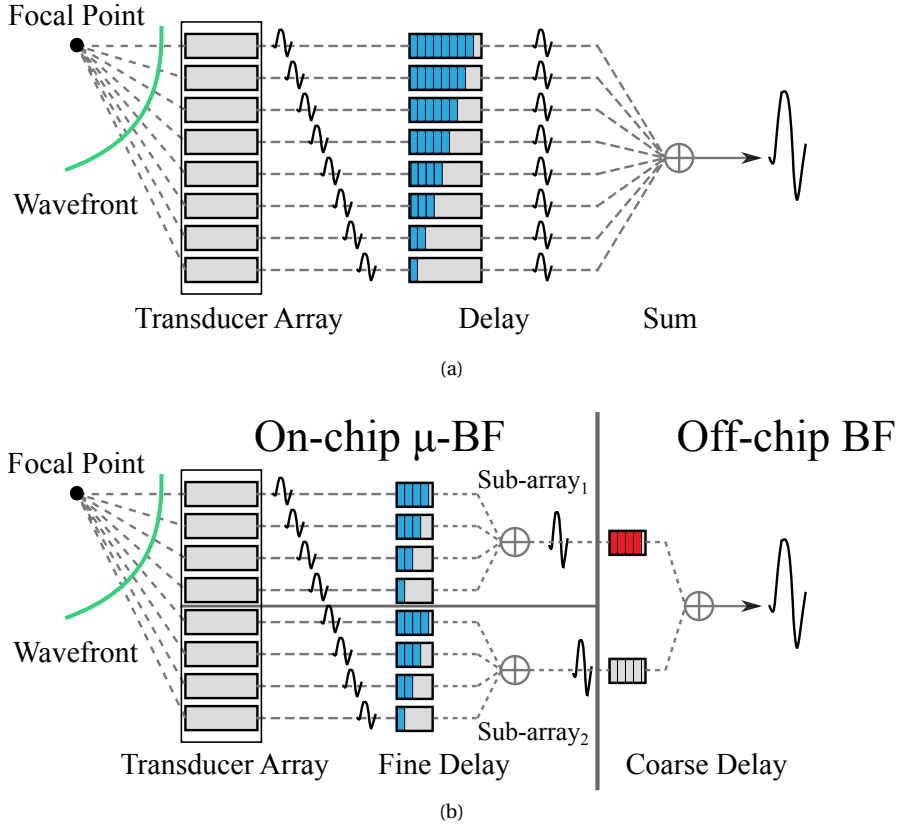 Focal Point
Wavefront
Transducer Array
Delay
Sum
(a)
On-chip μ-BF
Off-chip BF
Focal Point
Sub-array₁
Wavefront
Sub-array₂
Transducer Array
Fine Delay
Coarse Delay
(b)